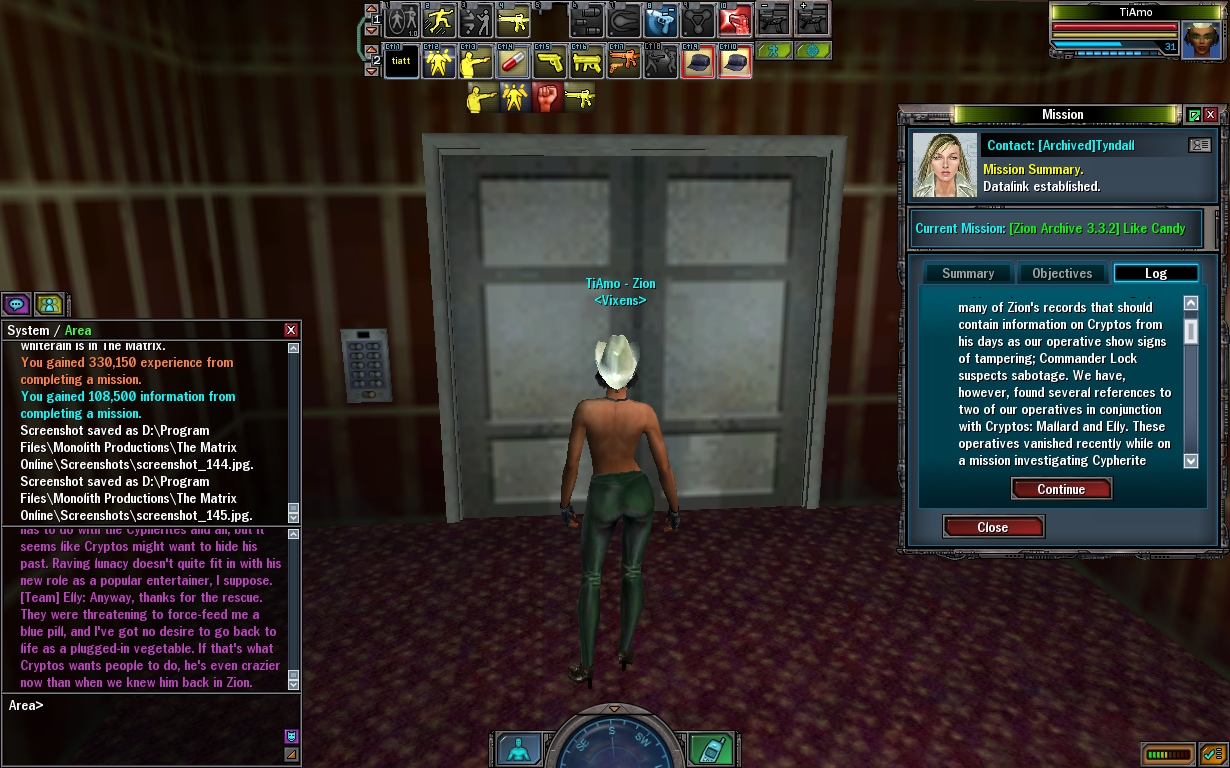 TiAmo
31
1
1.0
2
tiatt
Mission
Contact: [Archived]Tyndall
Mission Summary.
Datalink established.
Current Mission: [Zion Archive 3.3.2] Like Candy
Summary
Objectives
Log
many of Zion's records that should
contain information on Cryptos from
his days as our operative show signs
of tampering; Commander Lock
suspects sabotage. We have,
however, found several references to
two of our operatives in conjunction
with Cryptos: Mallard and Elly. These
operatives vanished recently while on
a mission investigating Cypherite
Continue
Close
TiAmo - Zion
<Vixens>
System / Area
whiterain is in The Matrix.
You gained 330,150 experience from
completing a mission.
You gained 108,500 information from
completing a mission.
Screenshot saved as D:\Program
Files\Monolith Productions\The Matrix
Online\Screenshots\screenshot_144.jpg.
Screenshot saved as D:\Program
Files\Monolith Productions\The Matrix
Online\Screenshots\screenshot_145.jpg.
has to do with the Cypherites and all, but it
seems like Cryptos might want to hide his
past. Raving lunacy doesn't quite fit in with his
new role as a popular entertainer, I suppose.
[Team] Elly: Anyway, thanks for the rescue.
They were threatening to force-feed me a
blue pill, and I've got no desire to go back to
life as a plugged-in vegetable. If that's what
Cryptos wants people to do, he's even crazier
now than when we knew him back in Zion.
Area>
SE
S
SW